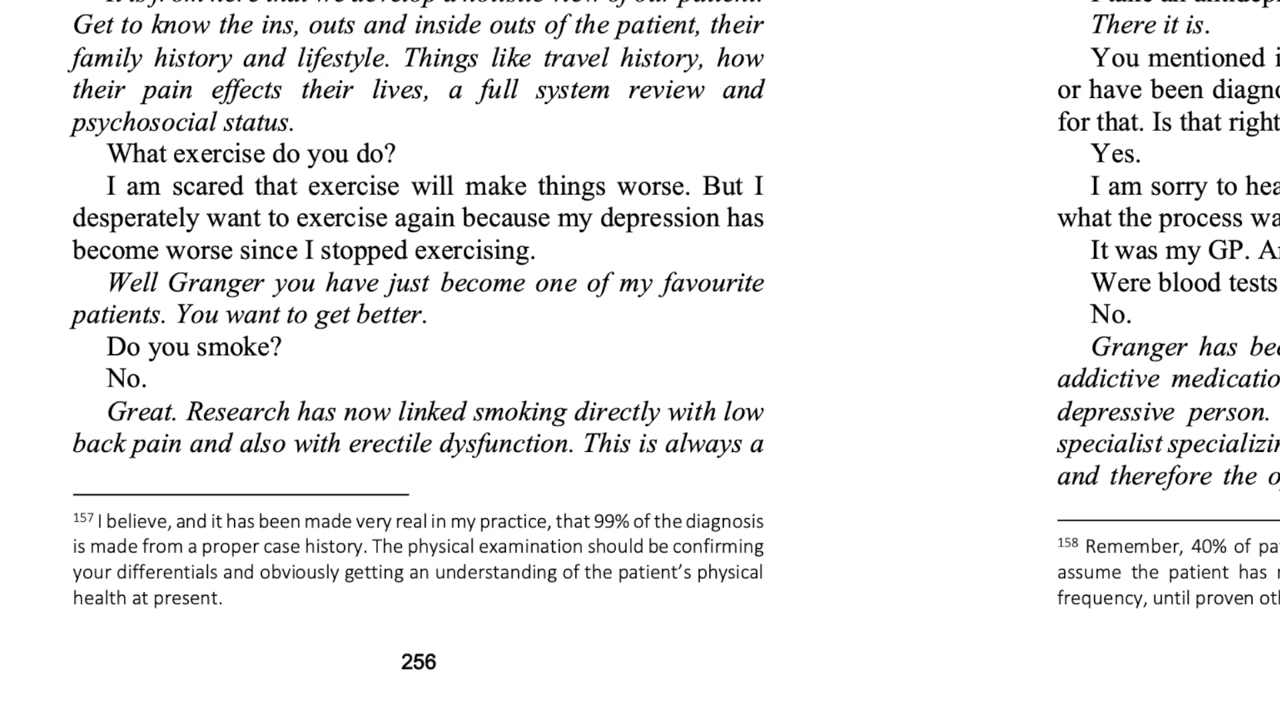 Get to know the ins, outs and inside outs of the patient, their
family history and lifestyle. Things like travel history, how
their pain effects their lives, a full system review and
psychosocial status.
What exercise do you do?
I am scared that exercise will make things worse. But I
desperately want to exercise again because my depression has
become worse since I stopped exercising.
Well Granger you have just become one of my favourite
patients. You want to get better.
Do you smoke?
No.
Great. Research has now linked smoking directly with low
back pain and also with erectile dysfunction. This is always a
157 I believe, and it has been made very real in my practice, that 99% of the diagnosis
is made from a proper case history. The physical examination should be confirming
your differentials and obviously getting an understanding of the patient's physical
health at present.
256
There it is.
You mentioned
or have been
for that. Is that right
Yes.
I am sorry to
what the process
It was my GP.
Were blood tests
No.
Granger has
addictive
depressive person.
specialist
and therefore the
158 Remember, 40% of
assume the patient has
frequency, until proven